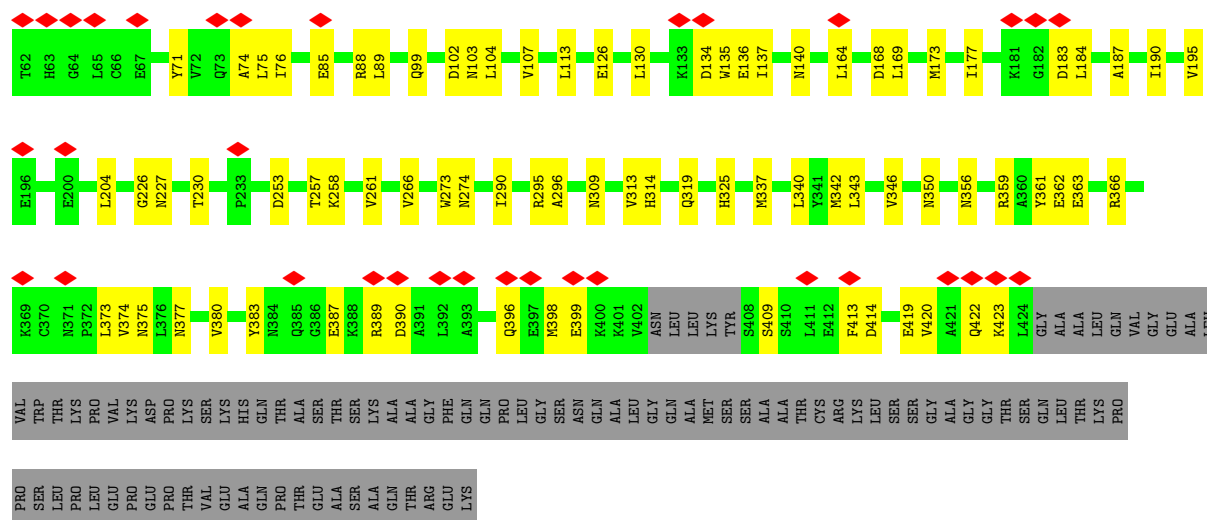 T62 H63 G64 L65 C66 E67 Y71 V72 Q73 A74 L75 I76 E85 R88 L89 Q99 D102 N103 L104 V107 L113 E126 L130 K133 D134 W135 E136 I137 N140 L164 D168 L169 M173 I177 K181 G182 D183 L184 A187 I190 V195
E196 E200 L204 G226 N227 T230 P233 D253 T257 K258 V261 V266 W273 N274 I290 R295 A296 N309 V313 H314 Q319 H325 M337 L340 Y341 M342 L343 V346 N350 N356 R359 A360 Y361 E362 E363 R366
K369 C370 N371 P372 L373 V374 N375 L376 N377 V380 Y383 N384 Q385 G386 E387 K388 R389 D390 A391 L392 A393 Q396 E397 M398 E399 K400 K401 V402 ASN LEU LEU LYS TYR S408 S409 S410 L411 E412 F413 D414 E419 V420 A421 Q422 K423 L424 GLY ALA ALA LEU GLN VAL GLY GLU ALA LEU
VAL TRP THR LYS PRO VAL LYS ASP PRO LYS SER LYS HIS GLN THR ALA SER THR SER LYS ALA ALA GLY PHE GLN GLN PRO LEU GLY SER ASN GLN ALA LEU GLY GLN ALA MET SER SER ALA ALA THR CYS ARG LYS LEU SER SER GLY ALA GLY GLY THR SER GLN LEU THR LYS PRO
PRO SER LEU PRO LEU GLU PRO GLU PRO THR VAL GLU ALA GLN PRO THR GLU ALA SER ALA GLN THR ARG GLU LYS